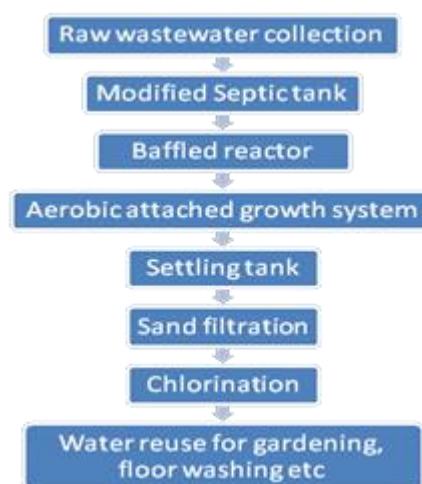 Raw wastewater collection
Modified Septic tank
Baffled reactor
Aerobic attached growth system
Settling tank
Sand filtration
Chlorination
Water reuse for gardening,
floor washing etc